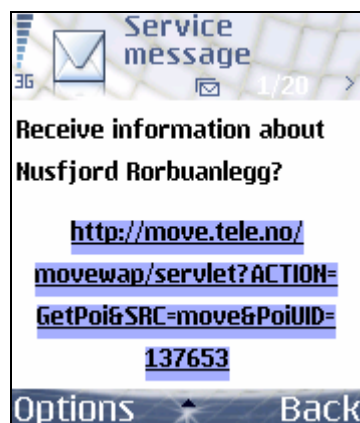 Service
message
3G
1/20
Receive information about
Nusfjord Rorbuanlegg?
http://move.tele.no/
movewap/servlet?ACTION=
GetPoi&SRC=move&PoiUID=
137653
Options Back